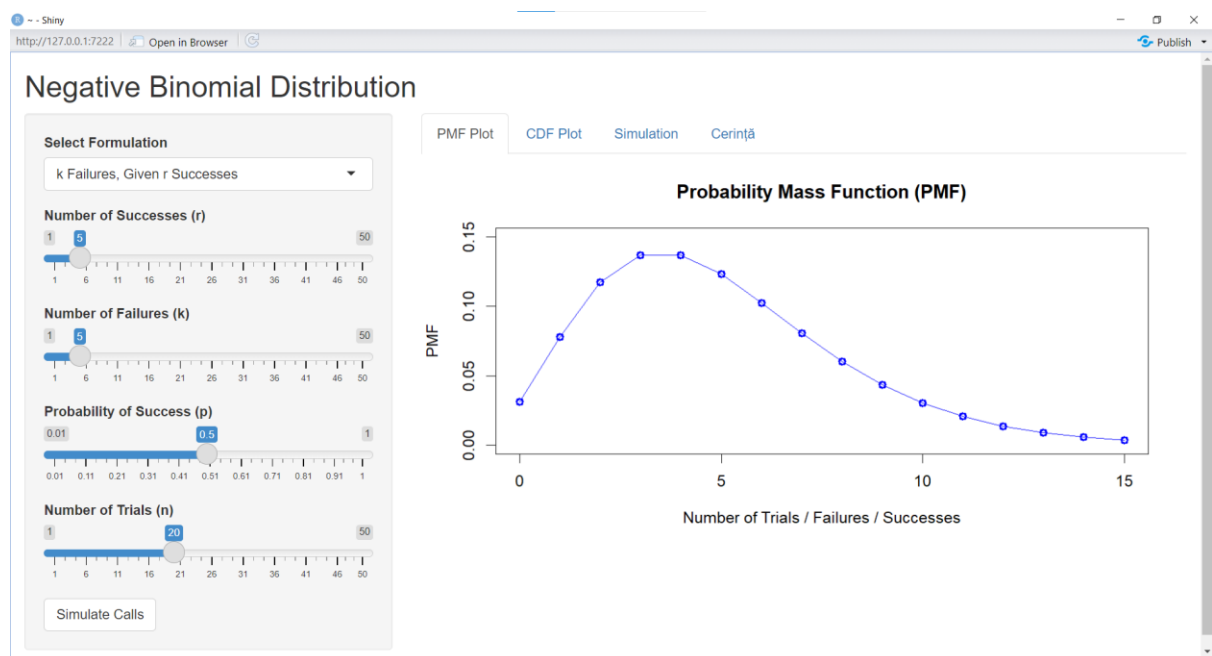 ~ - Shiny
http://127.0.0.1:7222 Open in Browser Publish
Negative Binomial Distribution
Select Formulation
k Failures, Given r Successes
Number of Successes (r)
1 5 50
1 6 11 16 21 26 31 36 41 46 50
Number of Failures (k)
1 5 50
1 6 11 16 21 26 31 36 41 46 50
Probability of Success (p)
0.01 0.5 1
0.01 0.11 0.21 0.31 0.41 0.51 0.61 0.71 0.81 0.91 1
Number of Trials (n)
1 20 50
1 6 11 16 21 26 31 36 41 46 50
Simulate Calls
PMF Plot CDF Plot Simulation Cerință
Probability Mass Function (PMF)
PMF
0.15
0.10
0.05
0.00
0 5 10 15
Number of Trials / Failures / Successes